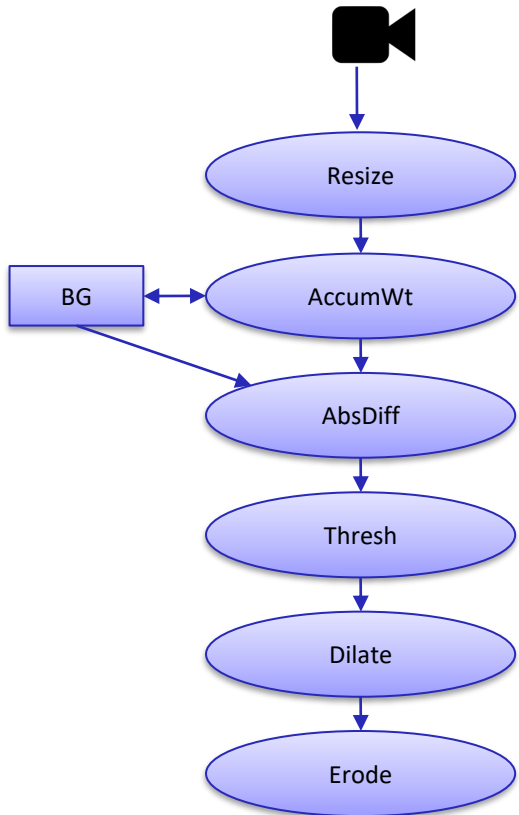 Resize
BG
AccumWt
AbsDiff
Thresh
Dilate
Erode